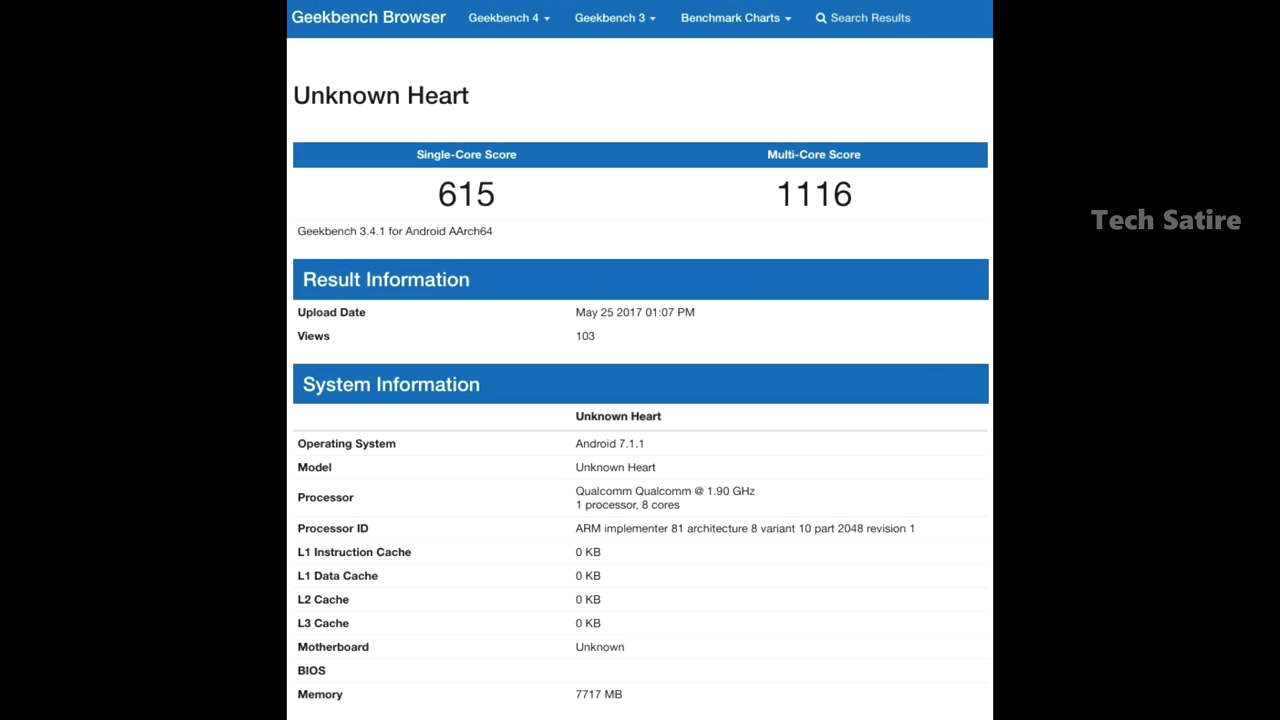 Geekbench Browser Geekbench 4 Geekbench 3 Benchmark Charts Search Results
Unknown Heart
Single-Core Score Multi-Core Score
615 1116
Tech Satire
Geekbench 3.4.1 for Android AArch64
Result Information
Upload Date May 25 2017 01:07 PM
Views 103
System Information
Unknown Heart
Operating System Android 7.1.1
Model Unknown Heart
Processor Qualcomm Qualcomm @ 1.90 GHz
1 processor, 8 cores
Processor ID ARM implementer 81 architecture 8 variant 10 part 2048 revision 1
L1 Instruction Cache 0 KB
L1 Data Cache 0 KB
L2 Cache 0 KB
L3 Cache 0 KB
Motherboard Unknown
BIOS
Memory 7717 MB